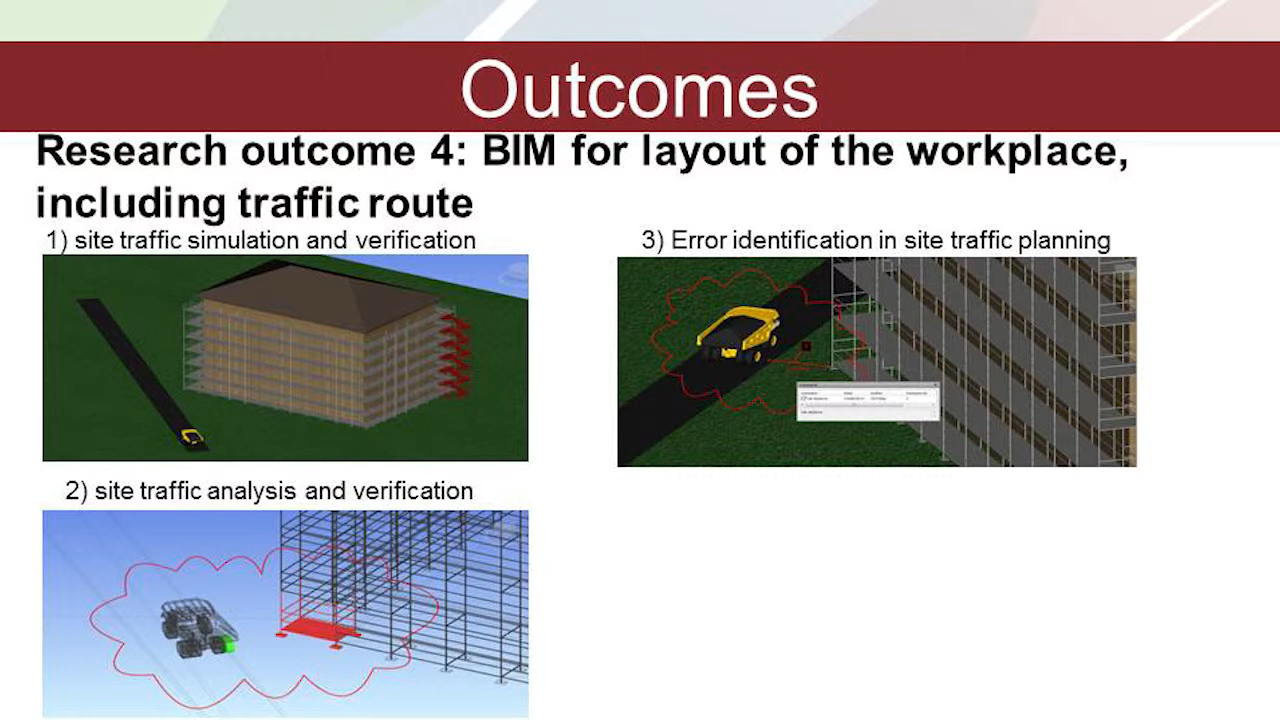 Outcomes
Research outcome 4: BIM for layout of the workplace,
including traffic route
1) site traffic simulation and verification
3) Error identification in site traffic planning
2) site traffic analysis and verification